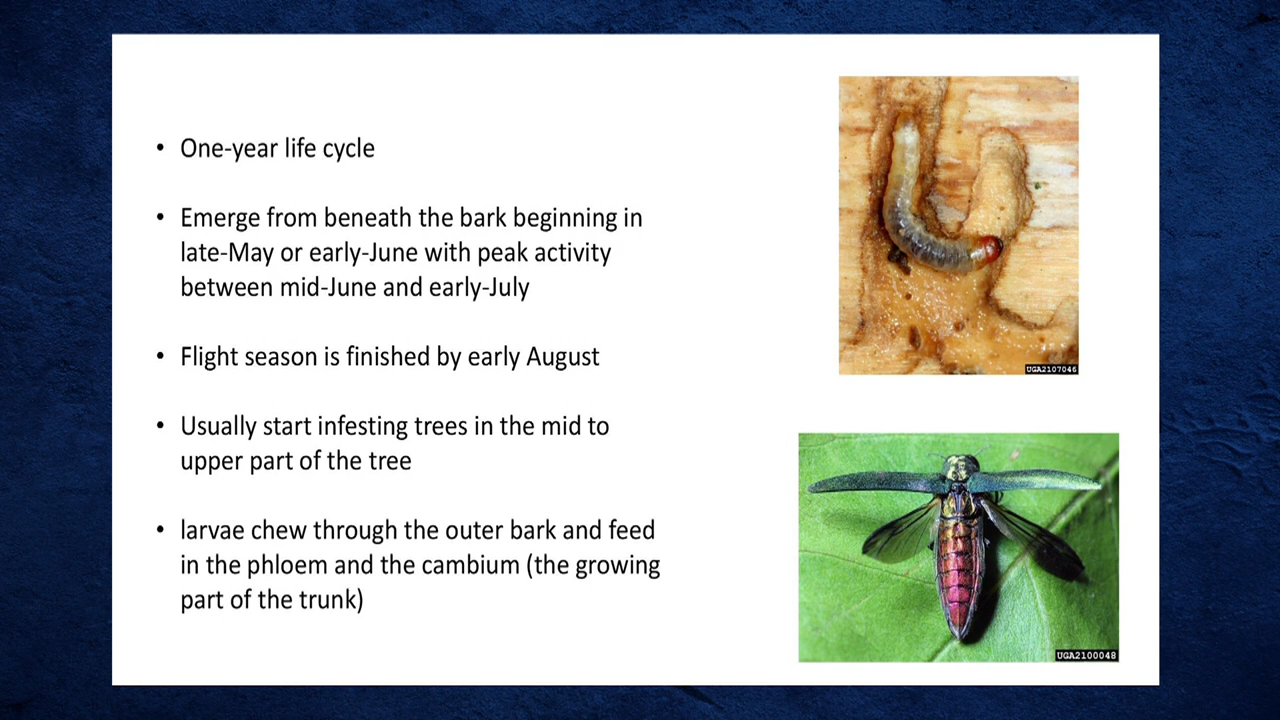 • One-year life cycle
• Emerge from beneath the bark beginning in
late-May or early-June with peak activity
between mid-June and early-July
• Flight season is finished by early August
• Usually start infesting trees in the mid to
upper part of the tree
• larvae chew through the outer bark and feed
in the phloem and the cambium (the growing
part of the trunk)
UGA2107046
UGA2100048